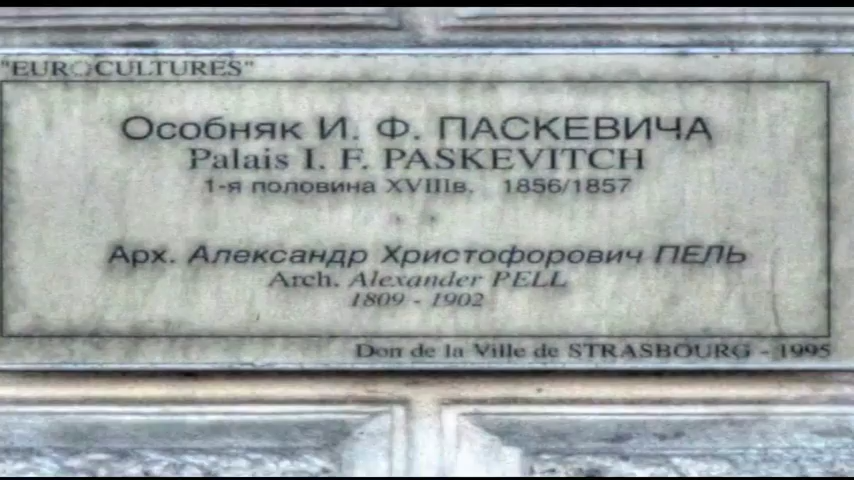 "EUROCULTURES"
Особняк И. Ф. ПАСКЕВИЧА
Palais I. F. PASKEVITCH
1-я половина XVIIIв. 1856/1857
Арх. Александр Христофорович ПЕЛЬ
Arch. Alexander PELL
1809 - 1902
Don de la Ville de STRASBOURG - 1995